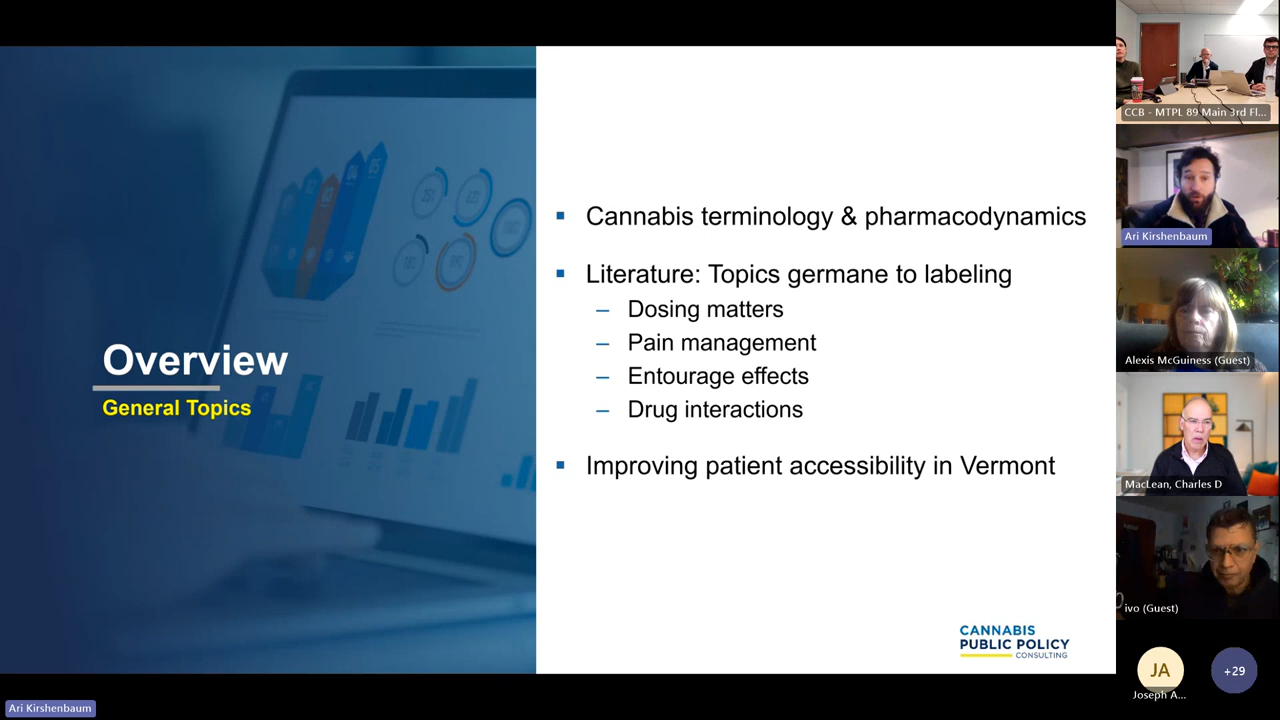 Overview
General Topics
Cannabis terminology & pharmacodynamics
Literature: Topics germane to labeling
– Dosing matters
– Pain management
– Entourage effects
– Drug interactions
Improving patient accessibility in Vermont
CANNABIS
PUBLIC POLICY
CONSULTING
CCB - MTPL 89 Main 3rd Fl...
Ari Kirshenbaum
Alexis McGuiness (Guest)
MacLean, Charles D
ivo (Guest)
JA
+29
Joseph A...
Ari Kirshenbaum